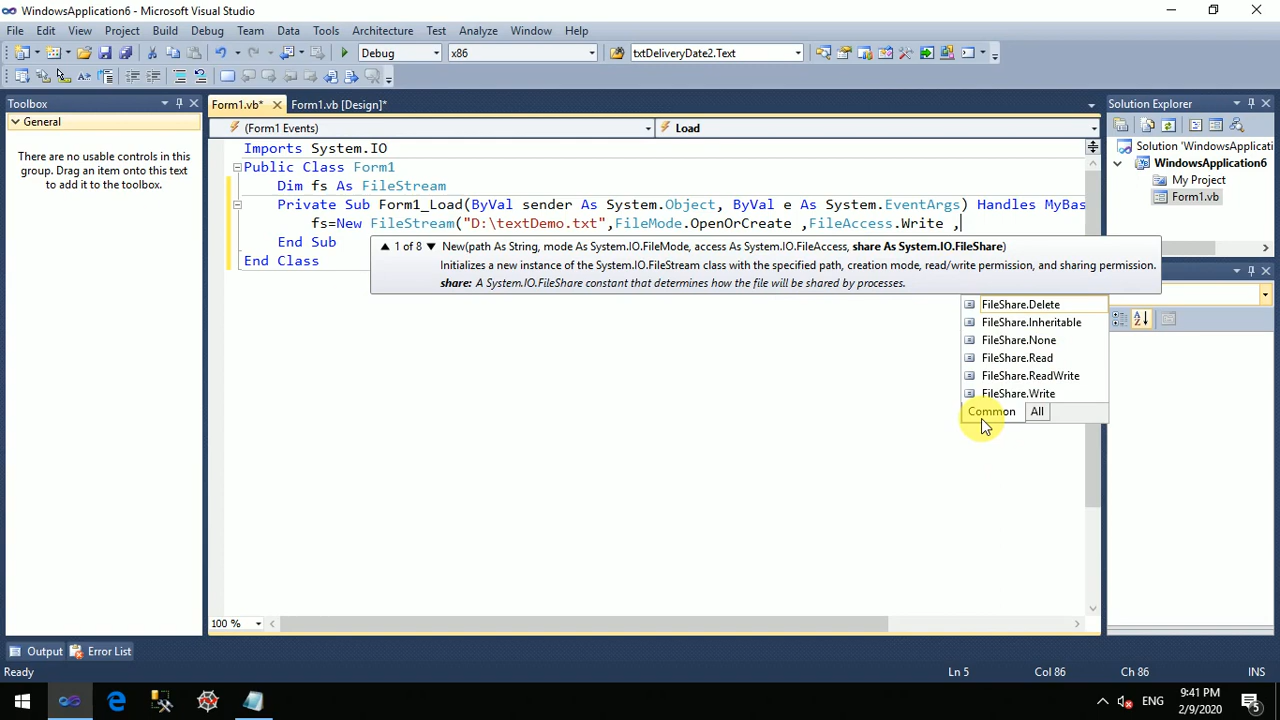 WindowsApplication6 - Microsoft Visual Studio
File Edit View Project Build Debug Team Data Tools Architecture Test Analyze Window Help
Debug x86 txtDeliveryDate2.Text
Toolbox
General
There are no usable controls in this
group. Drag an item onto this text
to add it to the toolbox.
Form1.vb* Form1.vb [Design]*
(Form1 Events) Load
Imports System.IO
Public Class Form1
Dim fs As FileStream
Private Sub Form1_Load(ByVal sender As System.Object, ByVal e As System.EventArgs) Handles MyBas
fs=New FileStream("D:\textDemo.txt",FileMode.OpenOrCreate ,FileAccess.Write ,
End Sub
End Class
1 of 8 New(path As String, mode As System.IO.FileMode, access As System.IO.FileAccess, share As System.IO.FileShare)
Initializes a new instance of the System.IO.FileStream class with the specified path, creation mode, read/write permission, and sharing permission.
share: A System.IO.FileShare constant that determines how the file will be shared by processes.
FileShare.Delete
FileShare.Inheritable
FileShare.None
FileShare.Read
FileShare.ReadWrite
FileShare.Write
Common All
100 %
Solution Explorer
Solution 'WindowsApplicati
WindowsApplication6
My Project
Form1.vb
Output Error List
Ready Ln 5 Col 86 Ch 86 INS
ENG
9:41 PM
2/9/2020
5